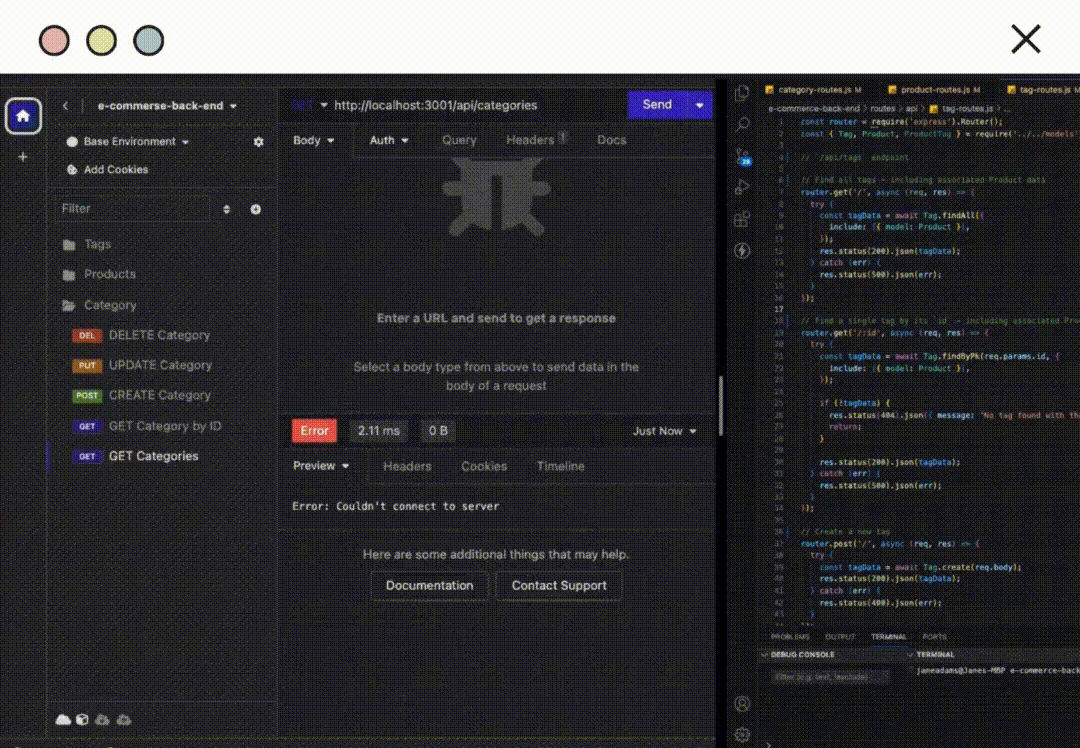 e-commerse-back-end
Base Environment
Add Cookies
Filter
Tags
Products
Category
DEL DELETE Category
PUT UPDATE Category
POST CREATE Category
GET GET Category by ID
GET GET Categories
GET http://localhost:3001/api/categories Send
Body Auth Query Headers 1 Docs
Enter a URL and send to get a response
Select a body type from above to send data in the
body of a request
Error 2.11 ms 0 B Just Now
Preview Headers Cookies Timeline
Error: Couldn't connect to server
Here are some additional things that may help.
Documentation Contact Support
category-routes.js M product-routes.js M tag-routes.js M
e-commerce-back-end > routes > api > tag-routes.js > ...
1 const router = require('express').Router();
2 const { Tag, Product, ProductTag } = require('../../models'
3
4 // `/api/tags` endpoint
5
6 // Find all tags - including associated Product data
7 router.get('/', async (req, res) => {
8 try {
9 const tagData = await Tag.findAll({
10 include: [{ model: Product }],
11 });
12 res.status(200).json(tagData);
13 } catch (err) {
14 res.status(500).json(err);
15 }
16 });
17
18 // Find a single tag by its `id` - including associated Pro
19 router.get('/:id', async (req, res) => {
20 try {
21 const tagData = await Tag.findByPk(req.params.id, {
22 include: [{ model: Product }],
23 });
24
25 if (!tagData) {
26 res.status(404).json({ message: 'No tag found with th
27 return;
28 }
29
30 res.status(200).json(tagData);
31 } catch (err) {
32 res.status(500).json(err);
33 }
34 });
35
36 // Create a new tag
37 router.post('/', async (req, res) => {
38 try {
39 const tagData = await Tag.create(req.body);
40 res.status(200).json(tagData);
41 } catch (err) {
42 res.status(400).json(err);
43 }
PROBLEMS OUTPUT TERMINAL PORTS
DEBUG CONSOLE TERMINAL
Filter (e.g. text, !exclude)
janeadams@Janes-MBP e-commerce-back